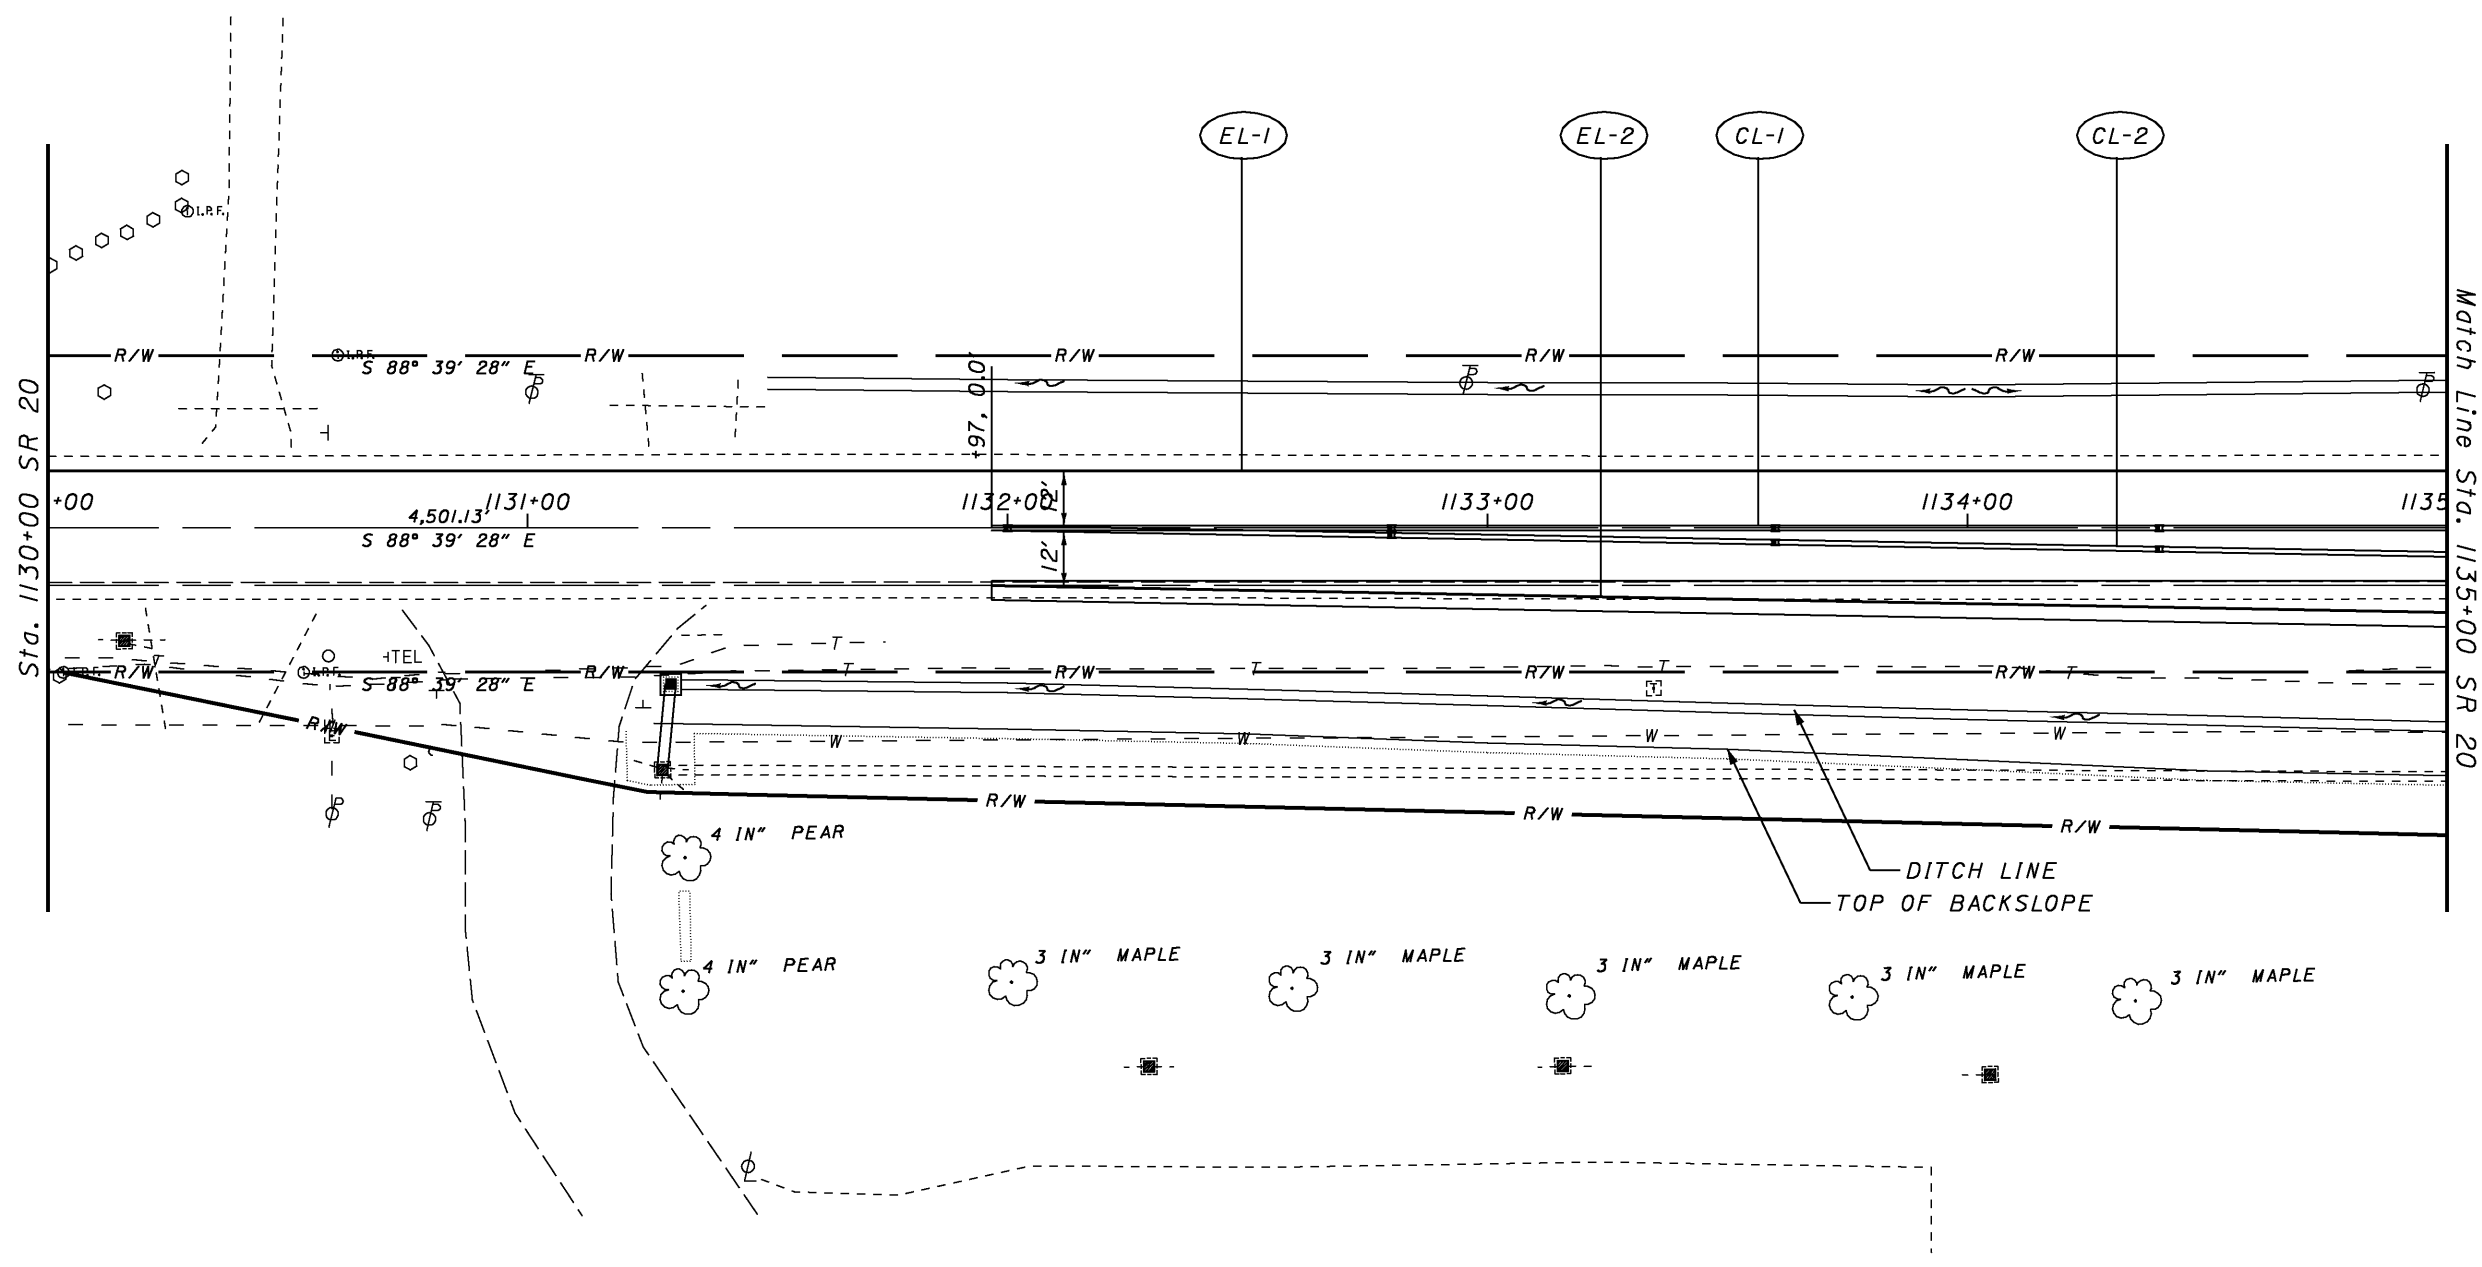 EL-1
EL-2
CL-1
CL-2
I.P.F.
R/W
I.P.F.
R/W
R/W
R/W
R/W
S 88° 39' 28" E
P
P
P
+97, 0.0'
+00
1131+00
1132+00
1133+00
1134+00
1135
12'
4,501.13'
S 88° 39' 28" E
12'
Sta. 1130+00 SR 20
Match Line Sta. 1135+00 SR 20
T
TEL
T
T
T
T
I.P.F.
R/W
I.P.F.
R/W
R/W
R/W
R/W
S 88° 39' 28" E
T
R/W
W
W
W
W
R/W
R/W
R/W
P
P
4 IN" PEAR
DITCH LINE
TOP OF BACKSLOPE
4 IN" PEAR
3 IN" MAPLE
3 IN" MAPLE
3 IN" MAPLE
3 IN" MAPLE
3 IN" MAPLE